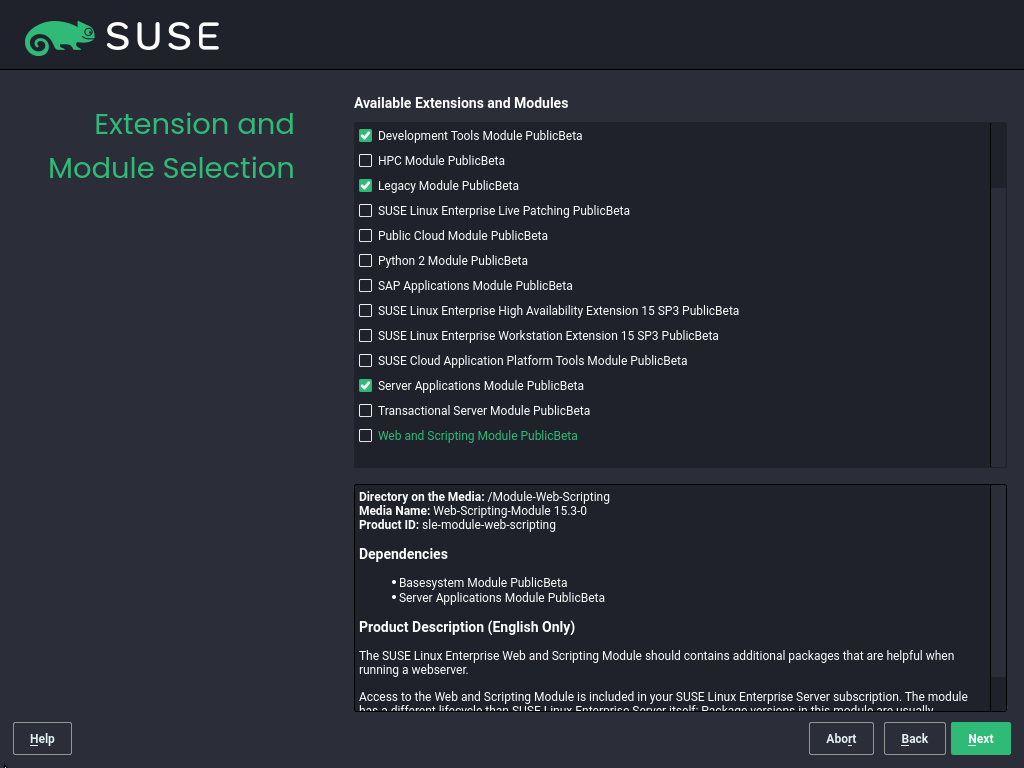 SUSE
Extension and
Module Selection
Available Extensions and Modules
Development Tools Module PublicBeta
HPC Module PublicBeta
Legacy Module PublicBeta
SUSE Linux Enterprise Live Patching PublicBeta
Public Cloud Module PublicBeta
Python 2 Module PublicBeta
SAP Applications Module PublicBeta
SUSE Linux Enterprise High Availability Extension 15 SP3 PublicBeta
SUSE Linux Enterprise Workstation Extension 15 SP3 PublicBeta
SUSE Cloud Application Platform Tools Module PublicBeta
Server Applications Module PublicBeta
Transactional Server Module PublicBeta
Web and Scripting Module PublicBeta
Directory on the Media: /Module-Web-Scripting
Media Name: Web-Scripting-Module 15.3-0
Product ID: sle-module-web-scripting
Dependencies
• Basesystem Module PublicBeta
• Server Applications Module PublicBeta
Product Description (English Only)
The SUSE Linux Enterprise Web and Scripting Module should contains additional packages that are helpful when
running a webserver.
Access to the Web and Scripting Module is included in your SUSE Linux Enterprise Server subscription. The module
has a different lifecycle than SUSE Linux Enterprise Server itself: Package versions in this module are usually
Help
Abort
Back
Next